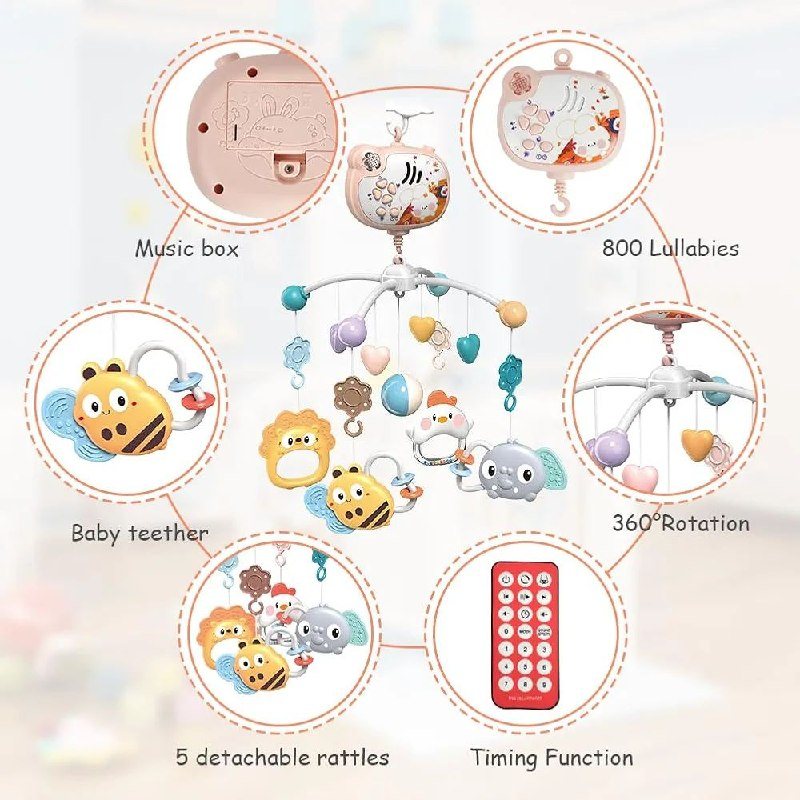 Music box
800 Lullabies
Baby teether
360°Rotation
5 detachable rattles
Timing Function